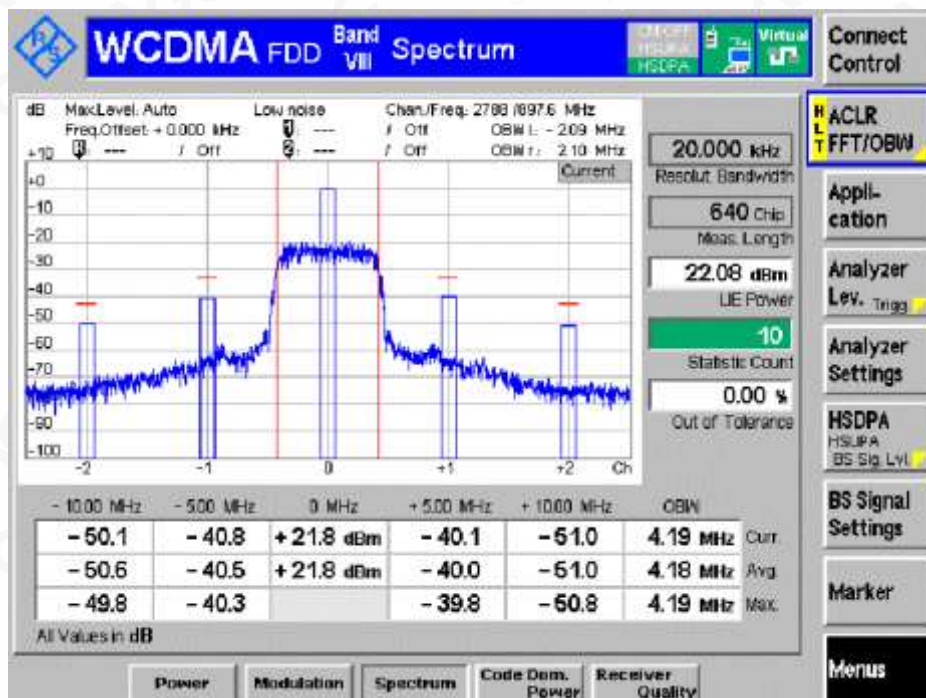 WCDMA FDD Band VIII Spectrum
HSDPA
Virtual
Connect Control
dB Max.Level: Auto Low noise Chan./Freq.: 2788 /897.6 MHz
Freq.Offset: + 0.000 kHz 1: --- / Off OBW l: - 2.09 MHz
R: --- / Off 2: --- / Off OBW r: 2.10 MHz
Current
+10
+0
-10
-20
-30
-40
-50
-60
-70
-90
-100
-2 -1 0 +1 +2 Ch
20.000 kHz
Resolut. Bandwidth
640 Chip
Meas. Length
22.08 dBm
UE Power
10
Statistic Count
0.00 %
Out of Tolerance
- 10.00 MHz - 5.00 MHz 0 MHz + 5.00 MHz + 10.00 MHz OBW
- 50.1 - 40.8 + 21.8 dBm - 40.1 - 51.0 4.19 MHz Curr.
- 50.6 - 40.5 + 21.8 dBm - 40.0 - 51.0 4.18 MHz Avg.
- 49.8 - 40.3 - 39.8 - 50.8 4.19 MHz Max.
All Values in dB
HLT
ACLR FFT/OBW
Appli-
cation
Analyzer
Lev. Trigg
Analyzer
Settings
HSDPA
HSUPA
BS Sig. Lvl.
BS Signal
Settings
Marker
Menus
Power Modulation Spectrum Code Dom. Power Receiver Quality